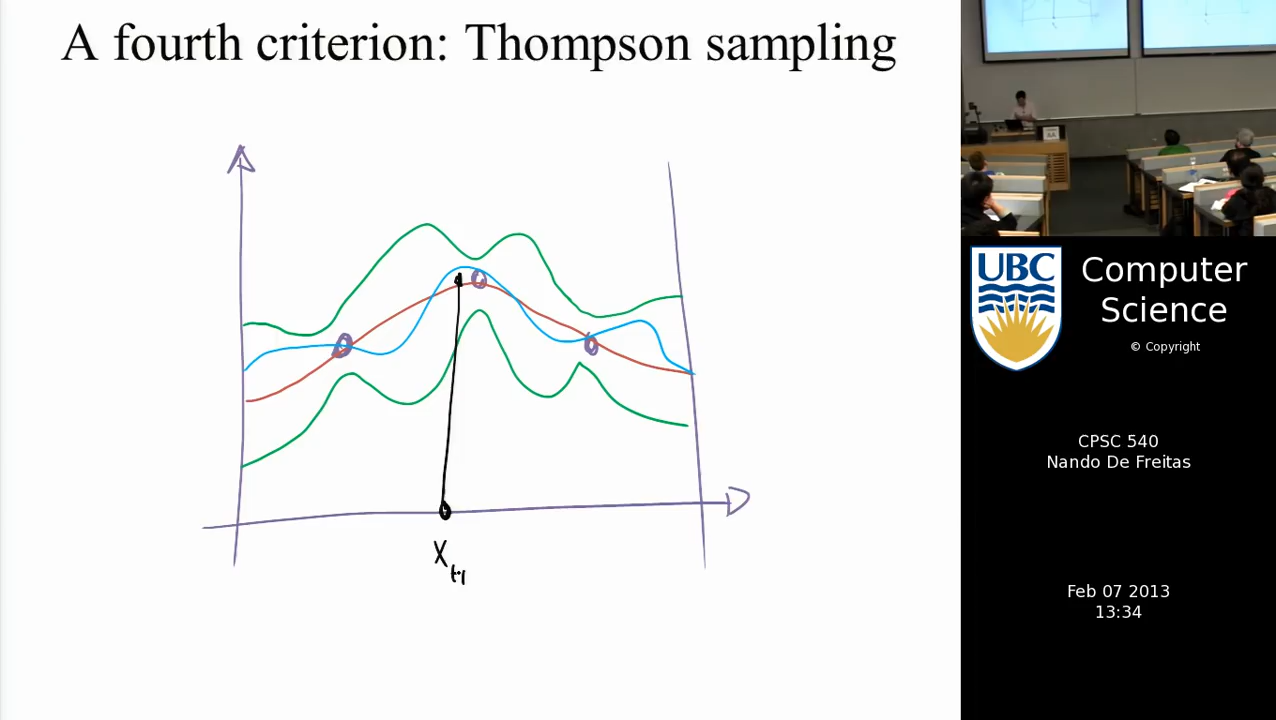 A fourth criterion: Thompson sampling
X
t+1
UBC
Computer
Science
© Copyright
CPSC 540
Nando De Freitas
Feb 07 2013
13:34